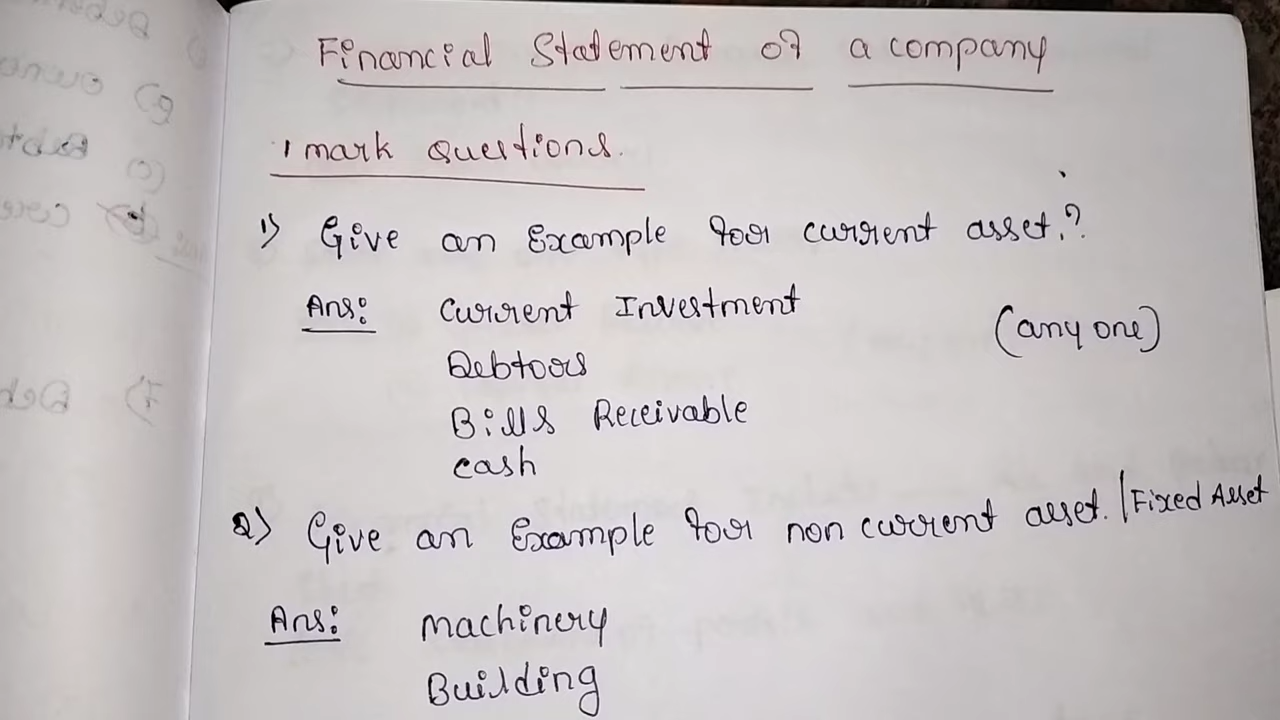 Financial Statement of a company
1 mark questions.
1) Give an Example for current asset.?
Ans: Current Investment
(any one)
Debtors
Bills Receivable
cash
2) Give an Example for non current asset. | Fixed Asset
Ans: Machinery
Building